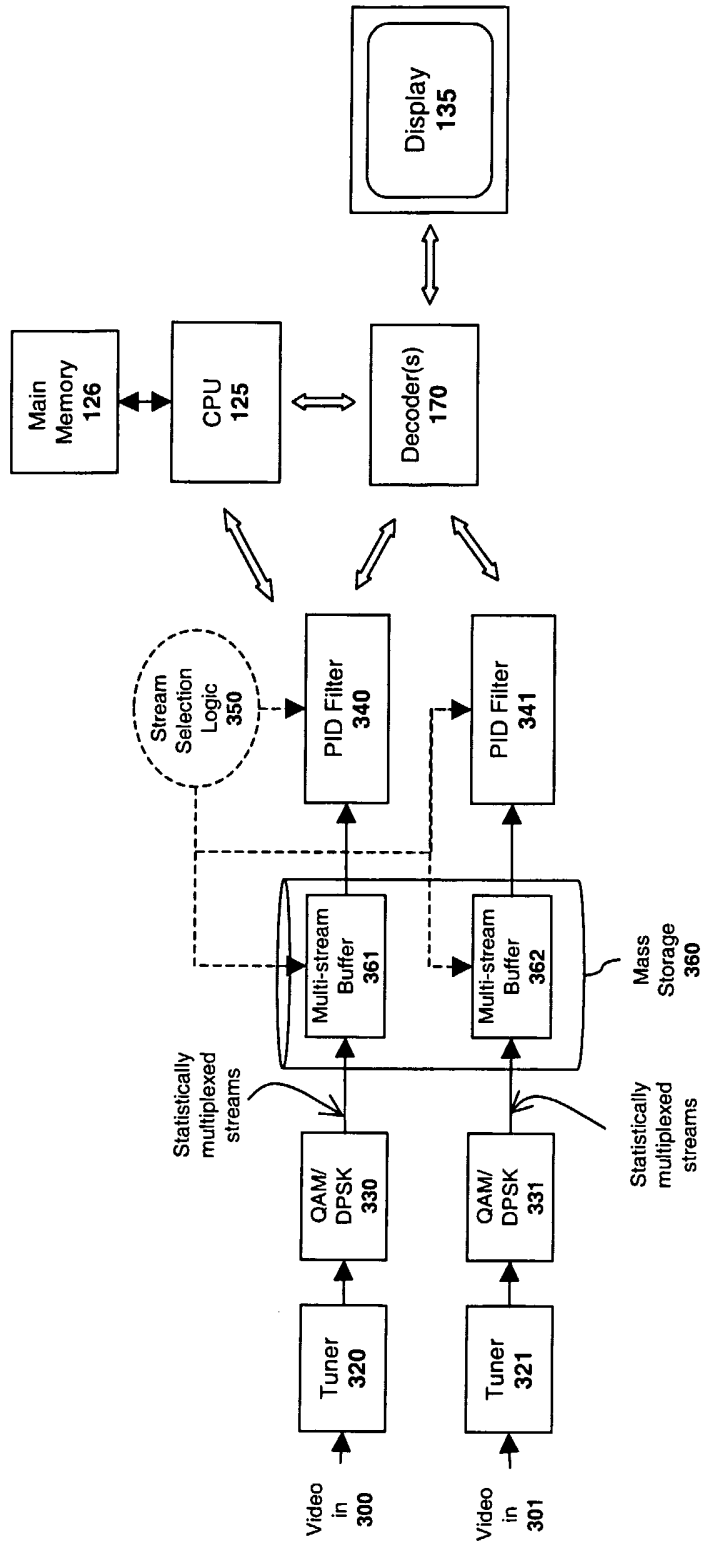 Video
in
300
Tuner
320
QAM/
DPSK
330
Statistically
multiplexed
streams
Multi-stream
Buffer
361
Stream
Selection
Logic
350
PID Filter
340
Main
Memory
126
CPU
125
Decoder(s)
170
Display
135
Video
in
301
Tuner
321
QAM/
DPSK
331
Statistically
multiplexed
streams
Multi-stream
Buffer
362
Mass
Storage
360
PID Filter
341